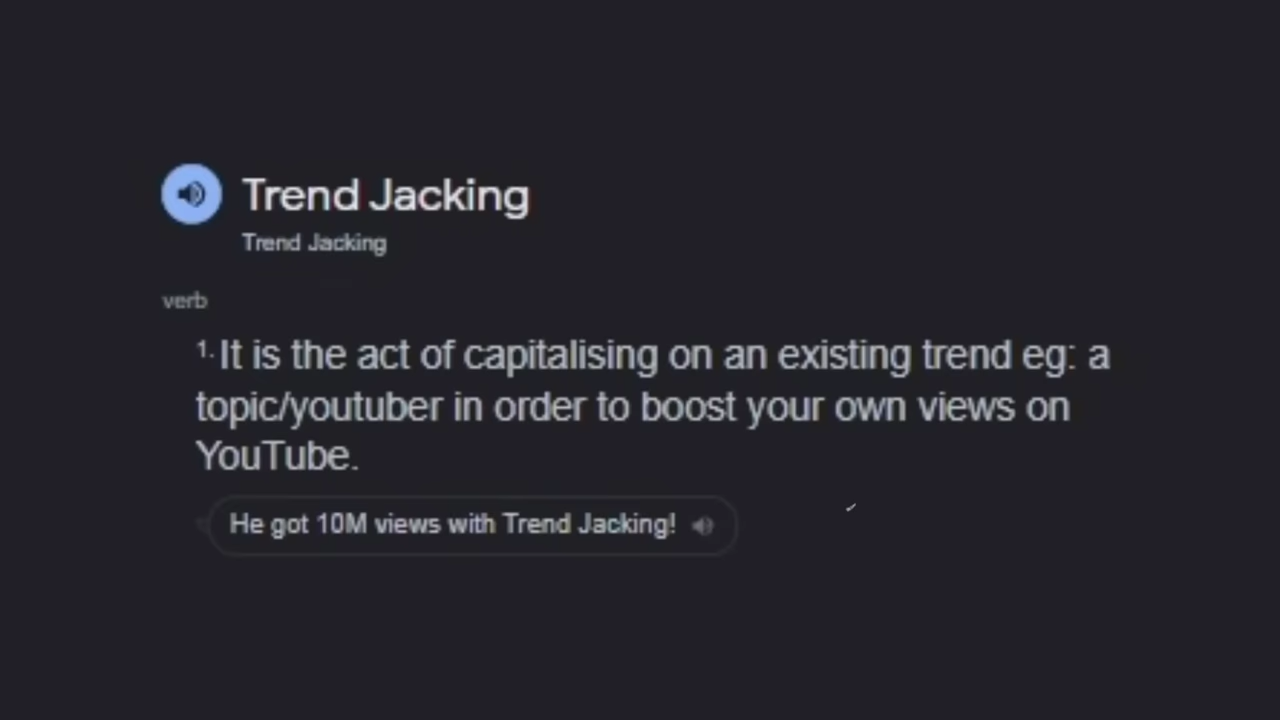 Trend Jacking
Trend Jacking
verb
1. It is the act of capitalising on an existing trend eg: a
topic/youtuber in order to boost your own views on
YouTube.
He got 10M views with Trend Jacking!